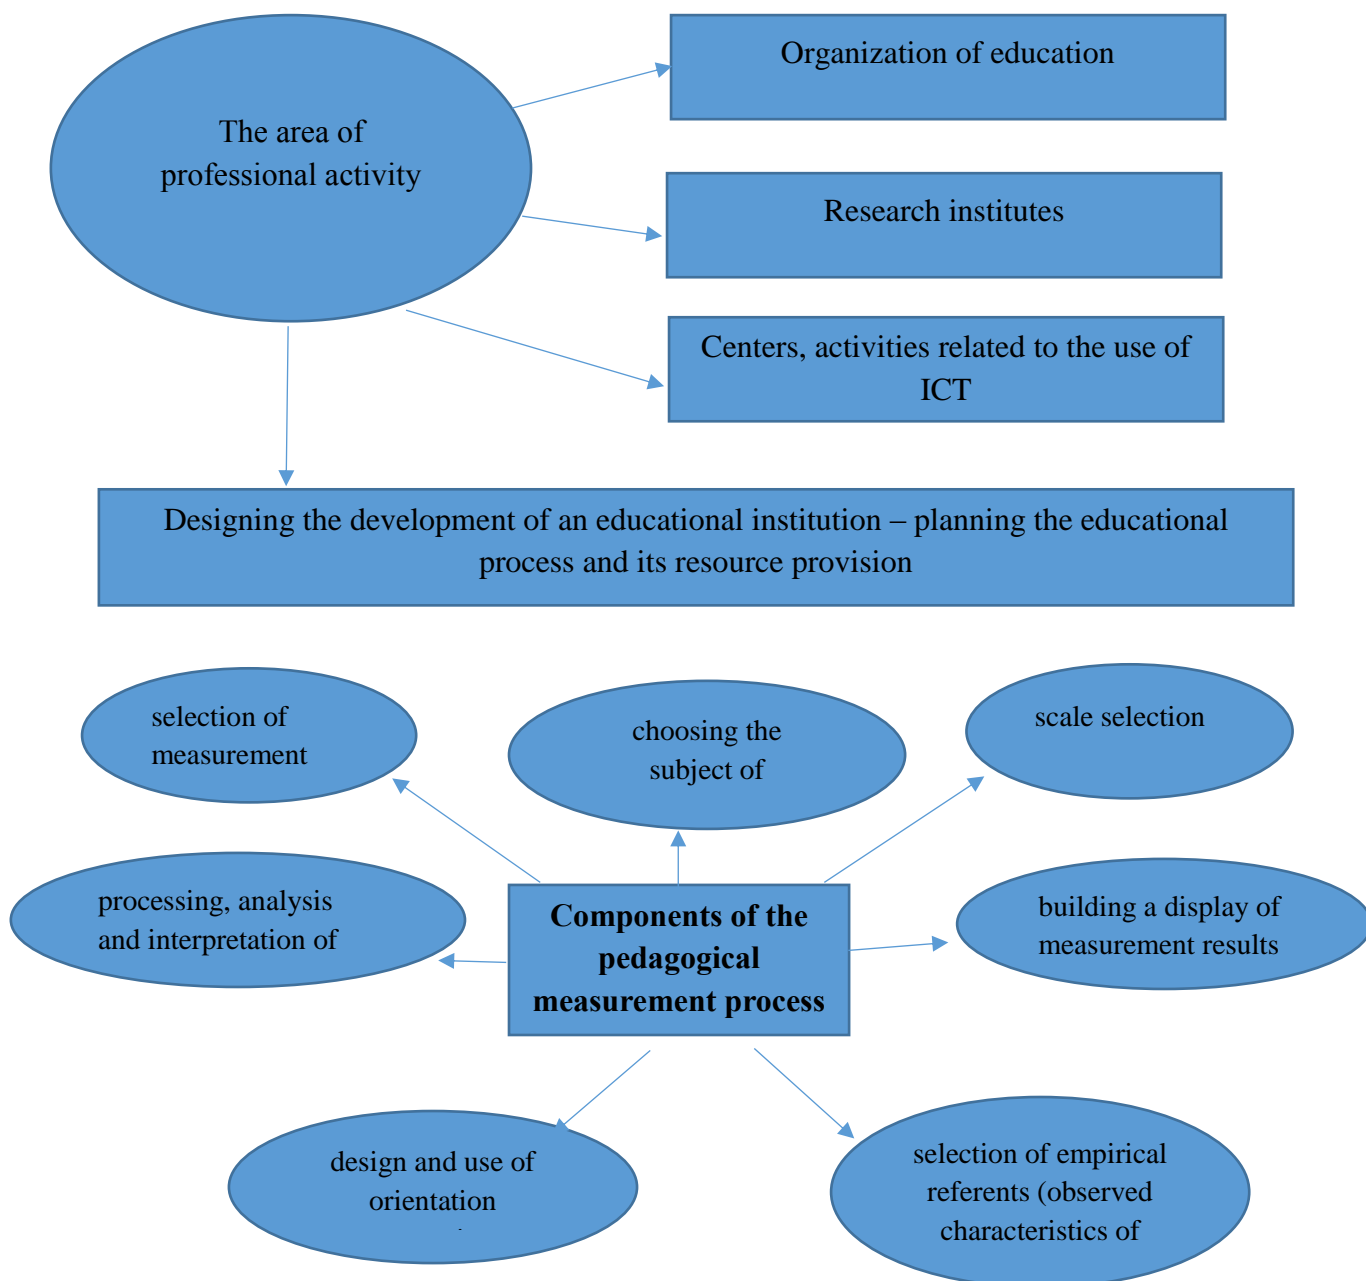 The area of
professional activity
Organization of education
Research institutes
Centers, activities related to the use of
ICT
Designing the development of an educational institution – planning the educational
process and its resource provision
selection of
measurement
choosing the
subject of
scale selection
processing, analysis
and interpretation of
Components of the
pedagogical
measurement process
building a display of
measurement results
design and use of
orientation
selection of empirical
referents (observed
characteristics of